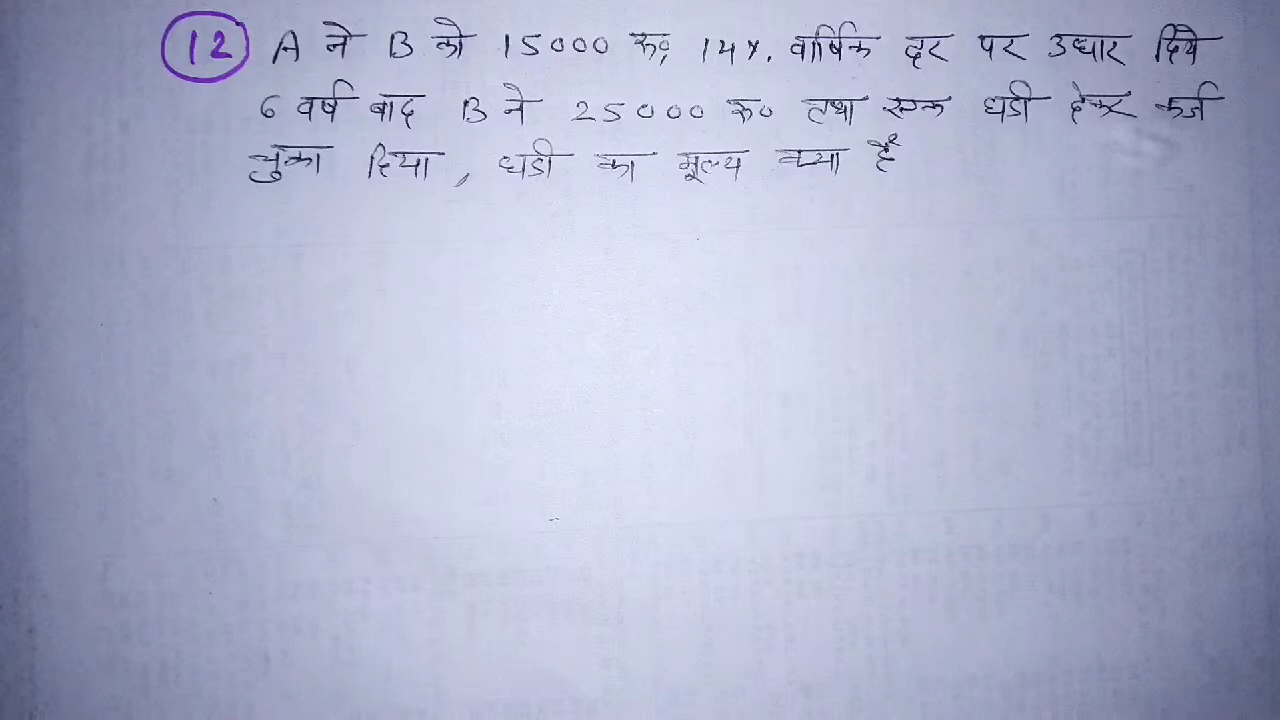 12 A ने B को 15000 रु०, 14% वार्षिक दर पर उधार दिये
6 वर्ष बाद B ने 25000 रु० तथा एक घडी देकर कर्ज
चुका दिया, घडी का मूल्य क्या है